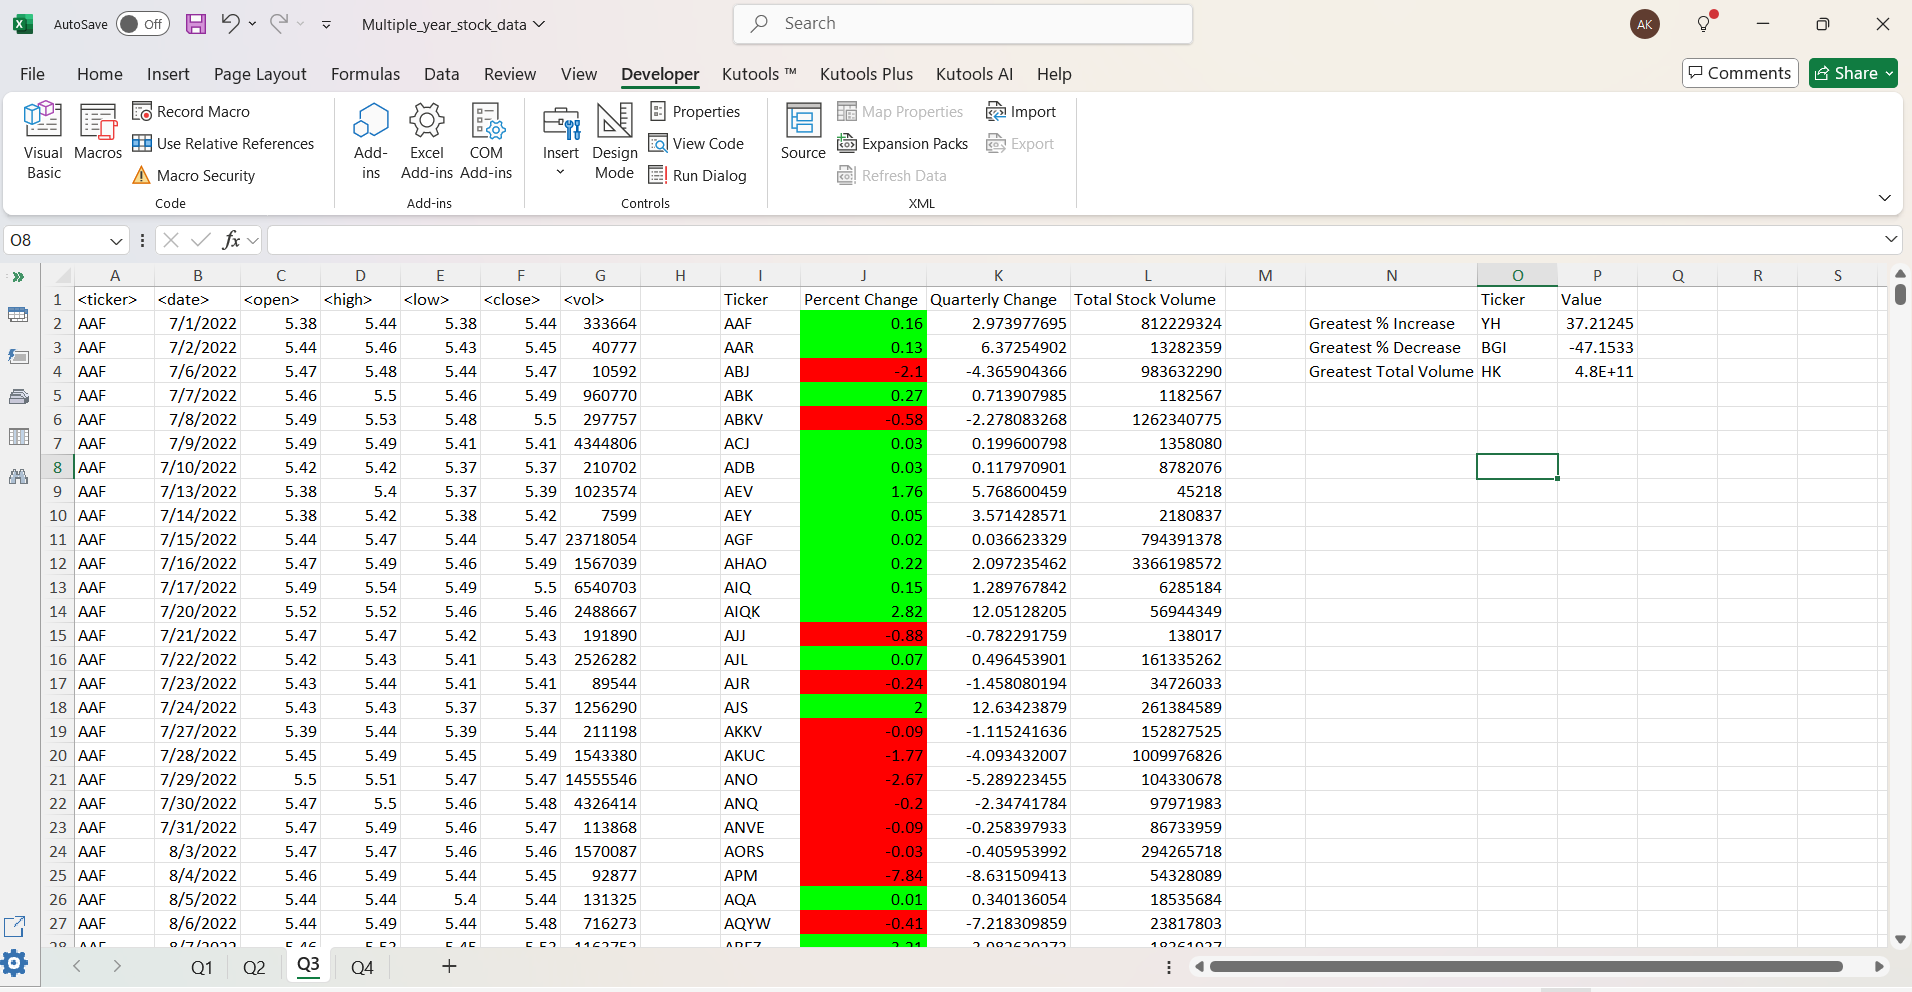 AutoSave Off Multiple_year_stock_data Search AK
File Home Insert Page Layout Formulas Data Review View Developer Kutools ™ Kutools Plus Kutools AI Help Comments Share
Visual Basic
Macros
Record Macro
Use Relative References
Macro Security
Code
Add-ins
Excel Add-ins
COM Add-ins
Add-ins
Insert
Design Mode
Properties
View Code
Run Dialog
Controls
Source
Map Properties
Expansion Packs
Refresh Data
Import
Export
XML
O8 fx
A B C D E F G H I J K L M N O P Q R S
1 <ticker> <date> <open> <high> <low> <close> <vol> Ticker Percent Change Quarterly Change Total Stock Volume Ticker Value
2 AAF 7/1/2022 5.38 5.44 5.38 5.44 333664 AAF 0.16 2.973977695 812229324 Greatest % Increase YH 37.21245
3 AAF 7/2/2022 5.44 5.46 5.43 5.45 40777 AAR 0.13 6.37254902 13282359 Greatest % Decrease BGI -47.1533
4 AAF 7/6/2022 5.47 5.48 5.44 5.47 10592 ABJ -2.1 -4.365904366 983632290 Greatest Total Volume HK 4.8E+11
5 AAF 7/7/2022 5.46 5.5 5.46 5.49 960770 ABK 0.27 0.713907985 1182567
6 AAF 7/8/2022 5.49 5.53 5.48 5.5 297757 ABKV -0.58 -2.278083268 1262340775
7 AAF 7/9/2022 5.49 5.49 5.41 5.41 4344806 ACJ 0.03 0.199600798 1358080
8 AAF 7/10/2022 5.42 5.42 5.37 5.37 210702 ADB 0.03 0.117970901 8782076
9 AAF 7/13/2022 5.38 5.4 5.37 5.39 1023574 AEV 1.76 5.768600459 45218
10 AAF 7/14/2022 5.38 5.42 5.38 5.42 7599 AEY 0.05 3.571428571 2180837
11 AAF 7/15/2022 5.44 5.47 5.44 5.47 23718054 AGF 0.02 0.036623329 794391378
12 AAF 7/16/2022 5.47 5.49 5.46 5.49 1567039 AHAO 0.22 2.097235462 3366198572
13 AAF 7/17/2022 5.49 5.54 5.49 5.5 6540703 AIQ 0.15 1.289767842 6285184
14 AAF 7/20/2022 5.52 5.52 5.46 5.46 2488667 AIQK 2.82 12.05128205 56944349
15 AAF 7/21/2022 5.47 5.47 5.42 5.43 191890 AJJ -0.88 -0.782291759 138017
16 AAF 7/22/2022 5.42 5.43 5.41 5.43 2526282 AJL 0.07 0.496453901 161335262
17 AAF 7/23/2022 5.43 5.44 5.41 5.41 89544 AJR -0.24 -1.458080194 34726033
18 AAF 7/24/2022 5.43 5.43 5.37 5.37 1256290 AJS 2 12.63423879 261384589
19 AAF 7/27/2022 5.39 5.44 5.39 5.44 211198 AKKV -0.09 -1.115241636 152827525
20 AAF 7/28/2022 5.45 5.49 5.45 5.49 1543380 AKUC -1.77 -4.093432007 1009976826
21 AAF 7/29/2022 5.5 5.51 5.47 5.47 14555546 ANO -2.67 -5.289223455 104330678
22 AAF 7/30/2022 5.47 5.5 5.46 5.48 4326414 ANQ -0.2 -2.34741784 97971983
23 AAF 7/31/2022 5.47 5.49 5.46 5.47 113868 ANVE -0.09 -0.258397933 86733959
24 AAF 8/3/2022 5.47 5.47 5.46 5.46 1570087 AORS -0.03 -0.405953992 294265718
25 AAF 8/4/2022 5.46 5.49 5.44 5.45 92877 APM -7.84 -8.631509413 54328089
26 AAF 8/5/2022 5.44 5.44 5.4 5.44 131325 AQA 0.01 0.340136054 18535684
27 AAF 8/6/2022 5.44 5.49 5.44 5.48 716273 AQYW -0.41 -7.218309859 23817803
28 AAF 8/7/2022
Q1 Q2 Q3 Q4 +